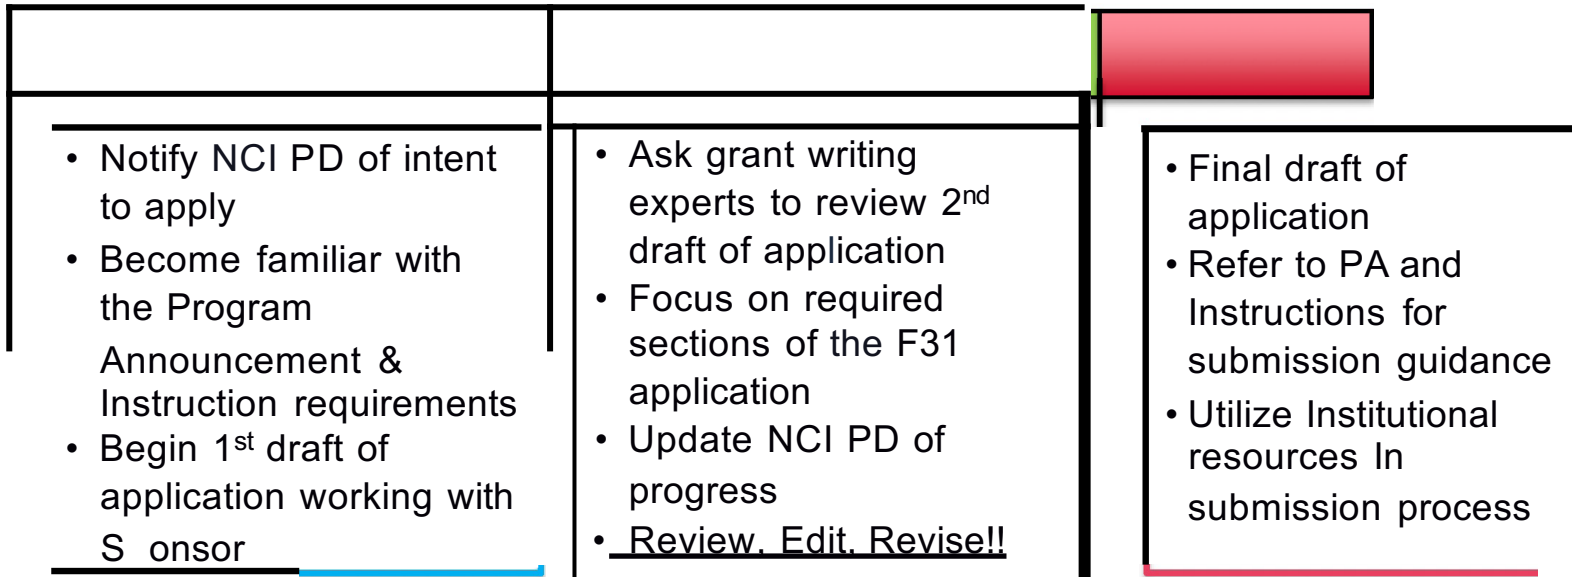 • Notify NCI PD of intent
to apply
• Become familiar with
the Program
Announcement &
Instruction requirements
• Begin 1st draft of
application working with
S onsor
• Ask grant writing
experts to review 2nd
draft of application
• Focus on required
sections of the F31
application
• Update NCI PD of
progress
• Review. Edit. Revise!!
• Final draft of
application
• Refer to PA and
Instructions for
submission guidance
• Utilize Institutional
resources In
submission process